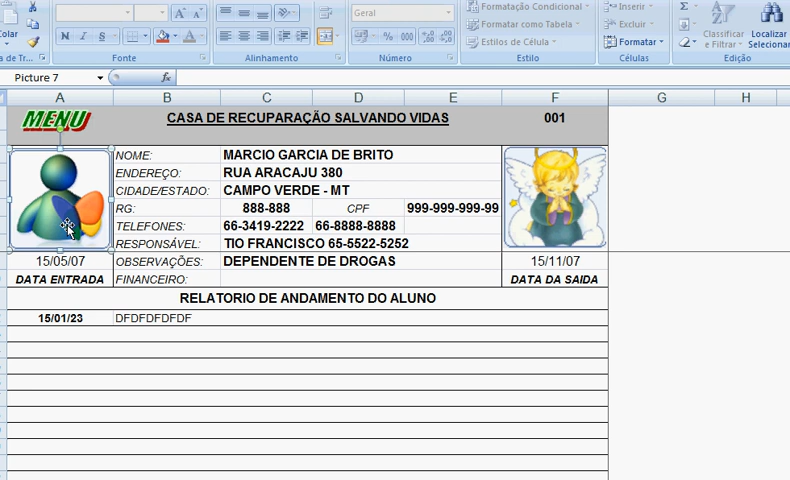 Formatação Condicional
Inserir
Σ
Colar
Geral
Formatar como Tabela
Excluir
N I S
% 000
Estilos de Célula
Formatar
Classificar e Filtrar
Localizar
Selecionar
a de Tr...
Fonte
Alinhamento
Número
Estilo
Células
Edição
Picture 7
fx
A B C D E F G H
MENU
CASA DE RECUPARAÇÃO SALVANDO VIDAS
001
NOME: MARCIO GARCIA DE BRITO
ENDEREÇO: RUA ARACAJU 380
CIDADE/ESTADO: CAMPO VERDE - MT
RG: 888-888 CPF 999-999-999-99
TELEFONES: 66-3419-2222 66-8888-8888
RESPONSÁVEL: TIO FRANCISCO 65-5522-5252
15/05/07 OBSERVAÇÕES: DEPENDENTE DE DROGAS 15/11/07
DATA ENTRADA FINANCEIRO: DATA DA SAIDA
RELATORIO DE ANDAMENTO DO ALUNO
15/01/23 DFDFDFDFDF